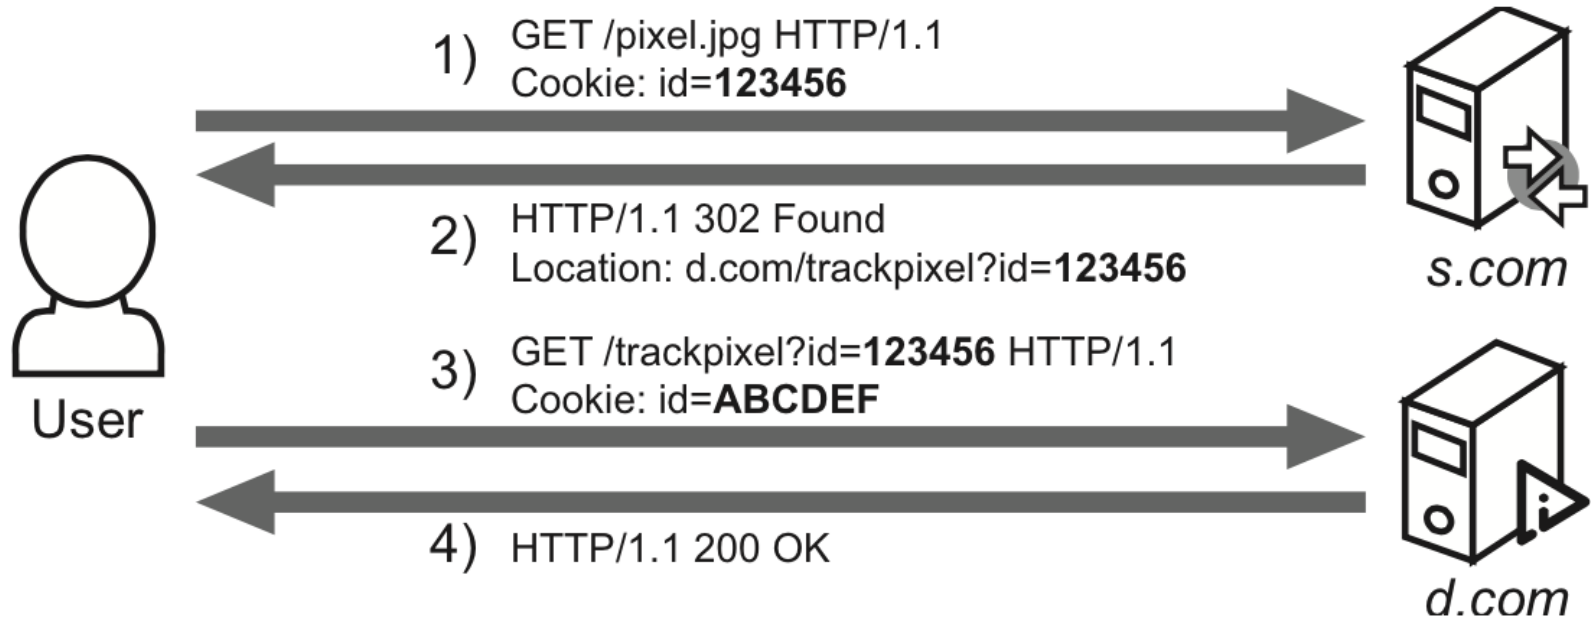 1) GET /pixel.jpg HTTP/1.1
Cookie: id=123456
2) HTTP/1.1 302 Found
Location: d.com/trackpixel?id=123456
s.com
3) GET /trackpixel?id=123456 HTTP/1.1
Cookie: id=ABCDEF
User
4) HTTP/1.1 200 OK
i
d.com